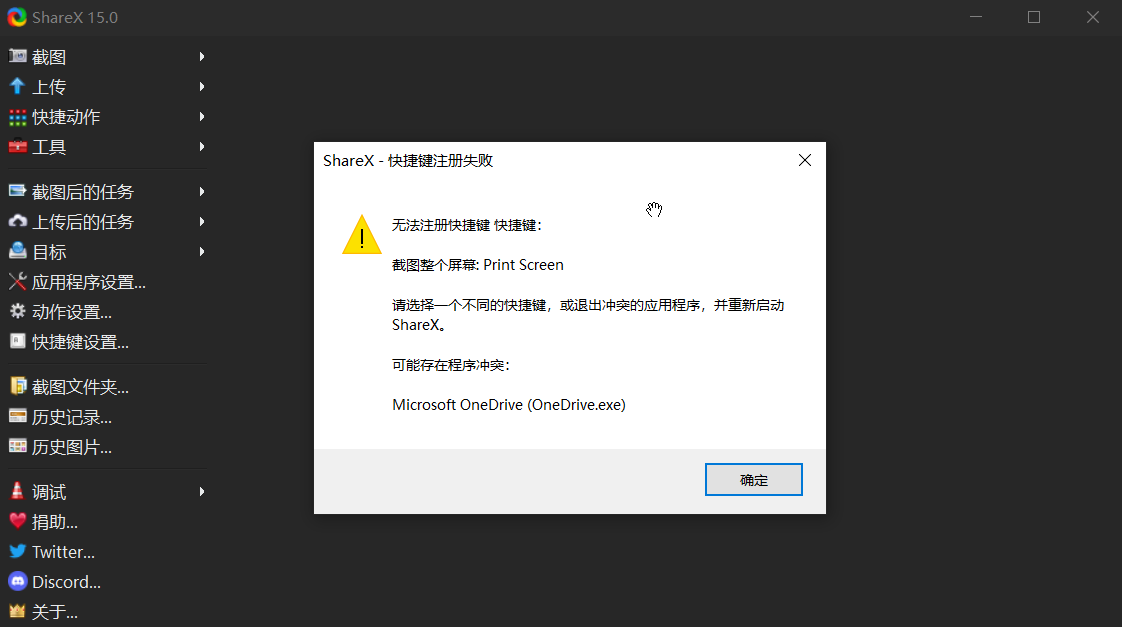 ShareX 15.0
截图
上传
快捷动作
工具
截图后的任务
上传后的任务
目标
应用程序设置...
动作设置...
快捷键设置...
截图文件夹...
历史记录...
历史图片...
调试
捐助...
Twitter...
Discord...
关于...
ShareX - 快捷键注册失败
无法注册快捷键 快捷键：
截图整个屏幕: Print Screen
请选择一个不同的快捷键，或退出冲突的应用程序，并重新启动
ShareX。
可能存在程序冲突：
Microsoft OneDrive (OneDrive.exe)
确定